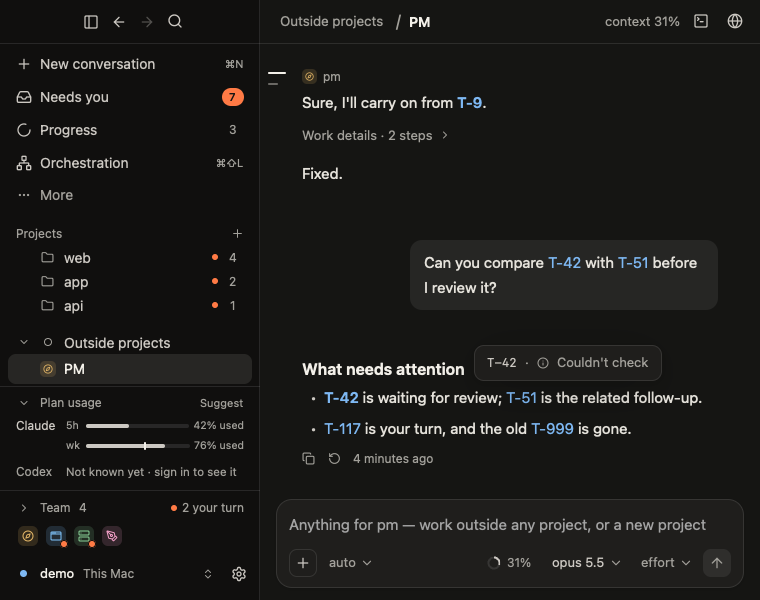 Outside projects / PM
context 31%
New conversation ⌘N
Needs you 7
Progress 3
Orchestration ⌘⇧L
More
Projects
web 4
app 2
api 1
Outside projects
PM
Plan usage Suggest
Claude 5h 42% used
wk 76% used
Codex Not known yet · sign in to see it
Team 4 2 your turn
demo This Mac
pm
Sure, I'll carry on from T-9.
Work details · 2 steps
Fixed.
Can you compare T-42 with T-51 before
I review it?
T-42 · Couldn't check
What needs attention
• T-42 is waiting for review; T-51 is the related follow-up.
• T-117 is your turn, and the old T-999 is gone.
4 minutes ago
Anything for pm — work outside any project, or a new project
auto 31% opus 5.5 effort